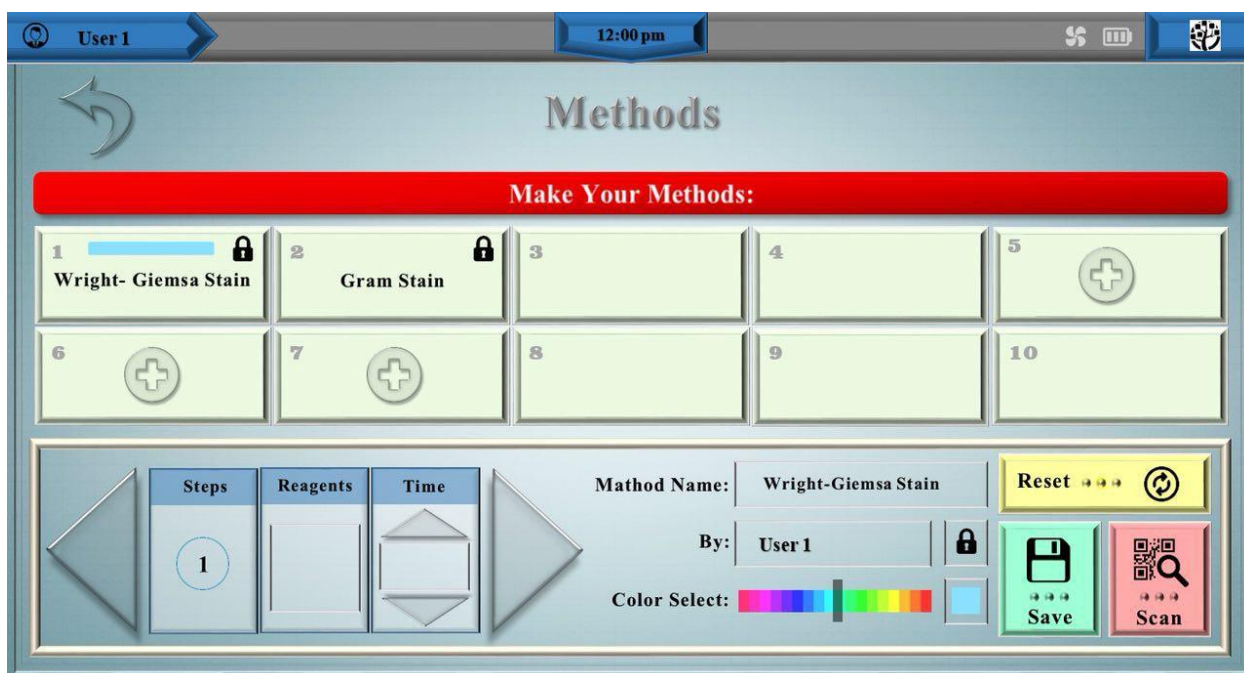 User 1
12:00 pm
Methods
Make Your Methods:
1
Wright- Giemsa Stain
2
Gram Stain
3
4
5
6
7
8
9
10
Steps
Reagents
Time
1
Mathod Name:
Wright-Giemsa Stain
By:
User 1
Color Select:
Reset
Save
Scan